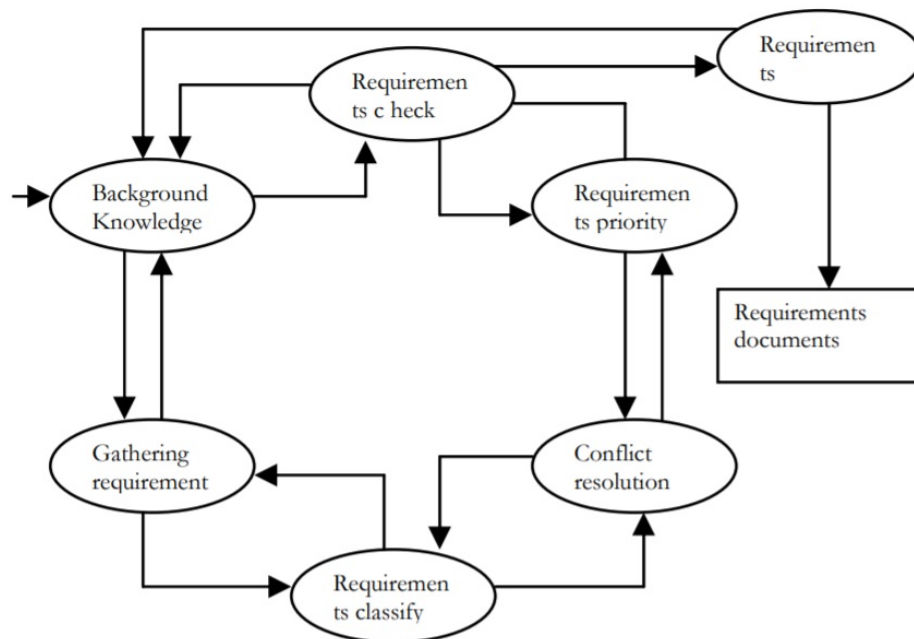 Requiremen
ts
Requiremen
ts c heck
Background
Knowledge
Requiremen
ts priority
Requirements
documents
Gathering
requirement
Conflict
resolution
Requiremen
ts classify